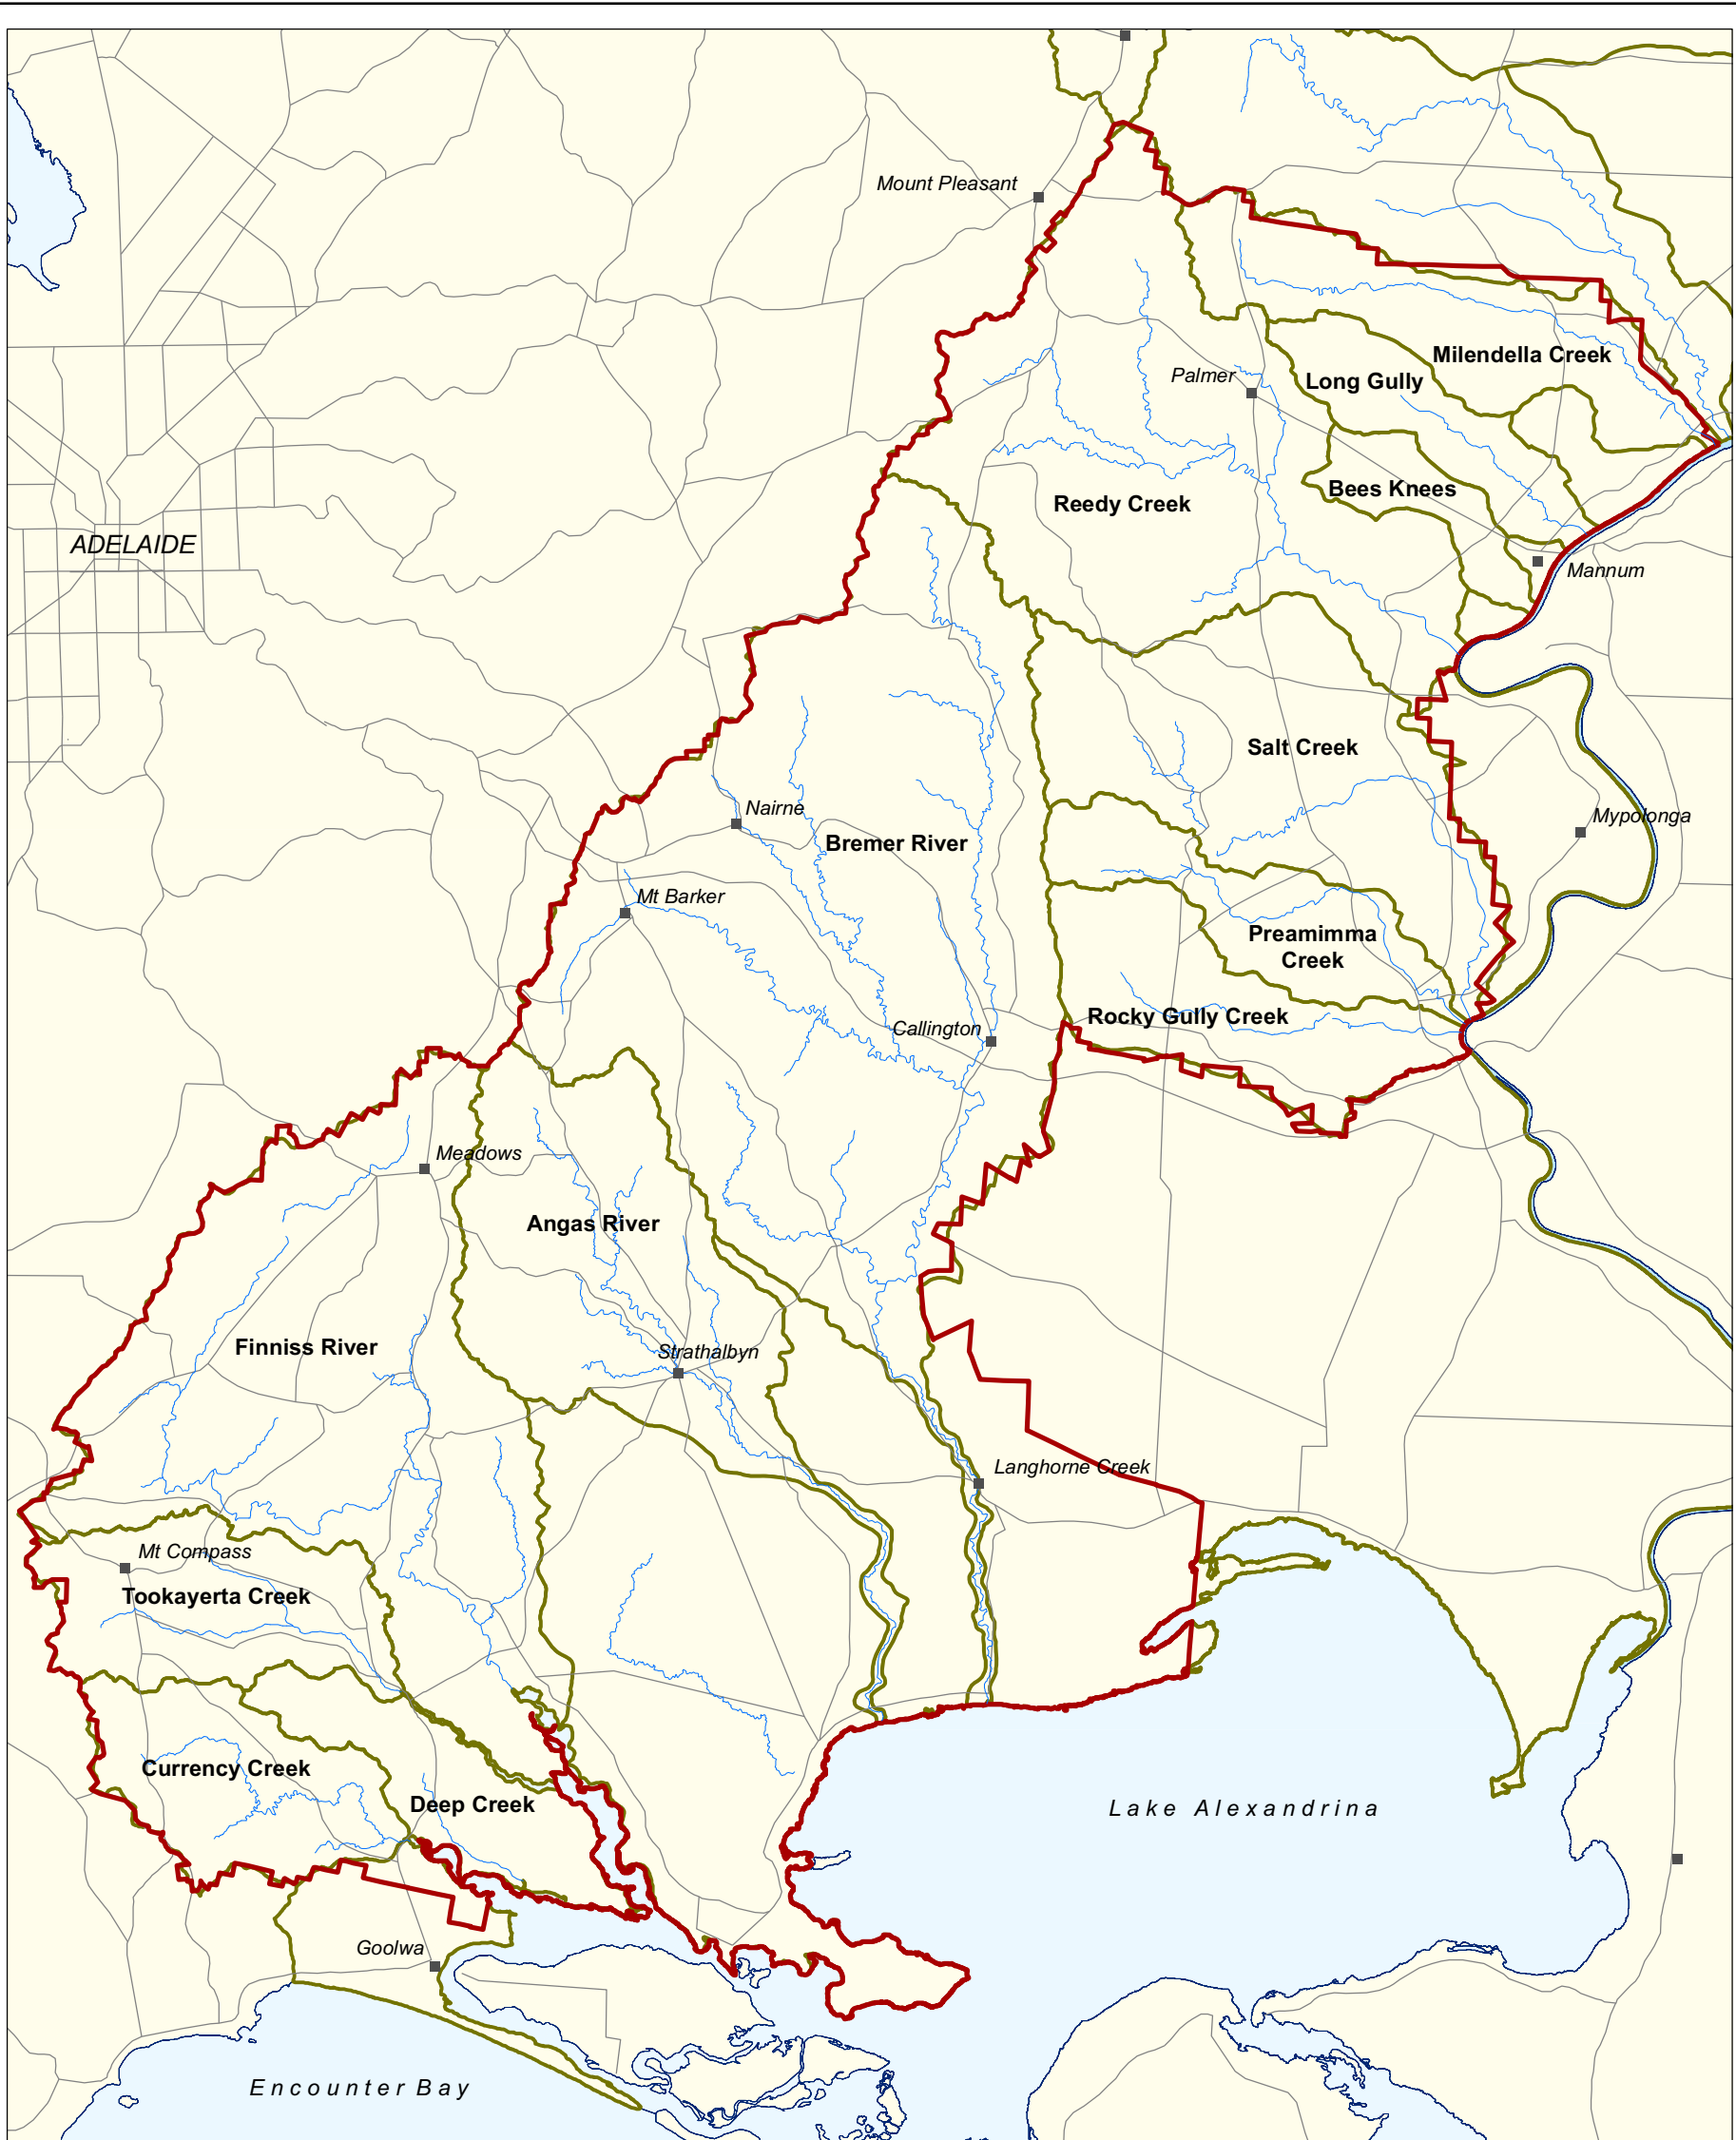 Mount Pleasant
Milendella Creek
Palmer
Long Gully
Bees Knees
Reedy Creek
ADELAIDE
Mannum
Salt Creek
Nairne
Mypolonga
Bremer River
Mt Barker
Preamimma
Creek
Rocky Gully Creek
Callington
Meadows
Angas River
Finniss River
Strathalbyn
Langhorne Creek
Mt Compass
Tookayerta Creek
Currency Creek
Deep Creek
Lake Alexandrina
Goolwa
Encounter Bay